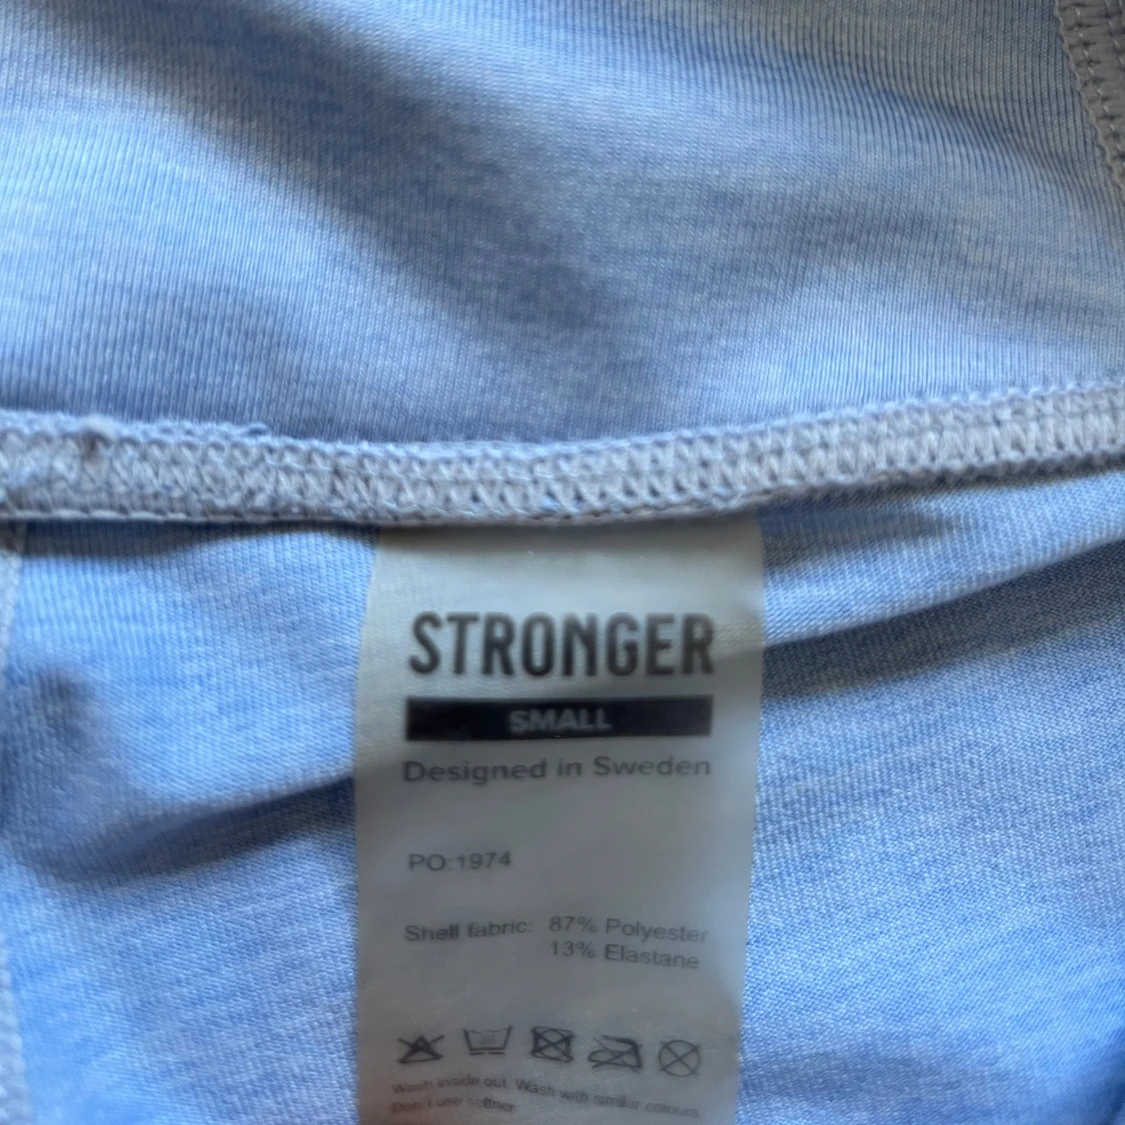 STRONGER
SMALL
Designed in Sweden
PO:1974
Shell fabric: 87% Polyester
13% Elastane
Wash inside out. Wash with similar colours.
Don't use softner